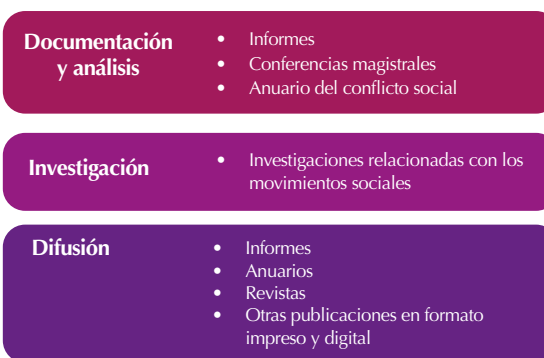 Documentación
y análisis
• Informes
• Conferencias magistrales
• Anuario del conflicto social
Investigación
• Investigaciones relacionadas con los
movimientos sociales
Difusión
• Informes
• Anuarios
• Revistas
• Otras publicaciones en formato
impreso y digital